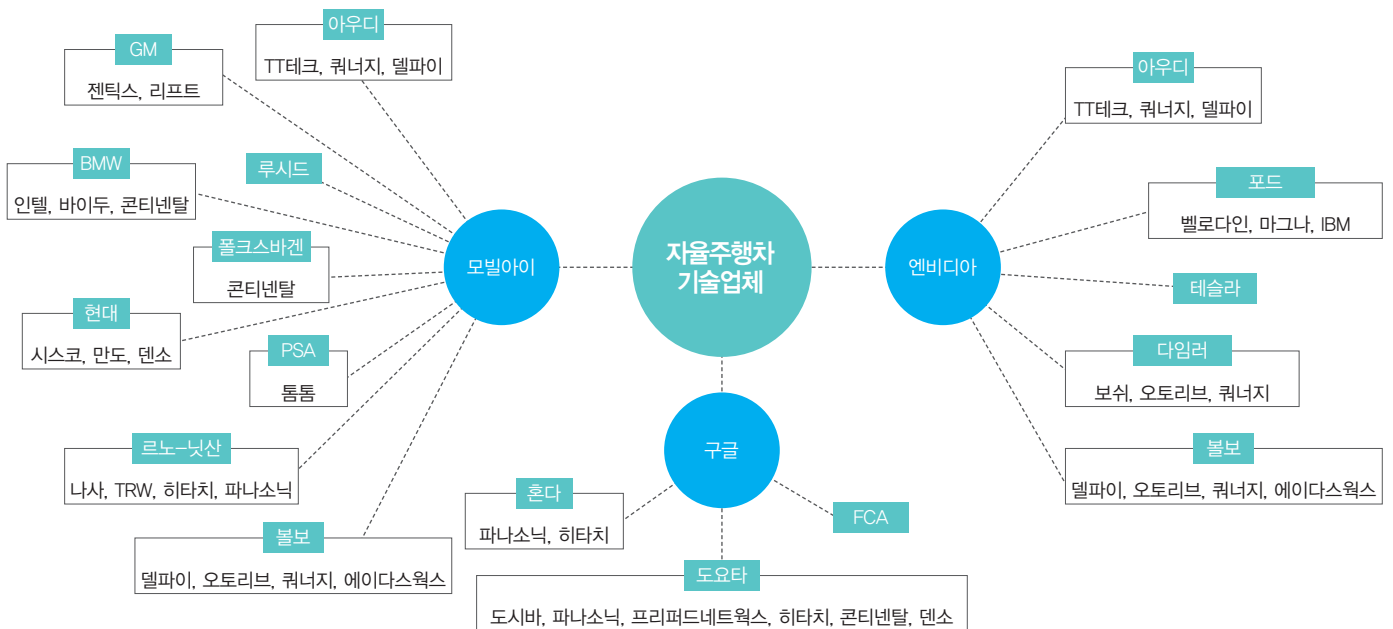 아우디
TT테크, 쿼너지, 델파이
GM
젠틱스, 리프트
BMW
인텔, 바이두, 콘티넨탈
루시드
폴크스바겐
콘티넨탈
현대
시스코, 만도, 덴소
PSA
톰톰
르노-닛산
나사, TRW, 히타치, 파나소닉
볼보
델파이, 오토리브, 쿼너지, 에이다스웍스
모빌아이
자율주행차
기술업체
엔비디아
아우디
TT테크, 쿼너지, 델파이
포드
벨로다인, 마그나, IBM
테슬라
다임러
보쉬, 오토리브, 쿼너지
볼보
델파이, 오토리브, 쿼너지, 에이다스웍스
구글
혼다
파나소닉, 히타치
FCA
도요타
도시바, 파나소닉, 프리퍼드네트웍스, 히타치, 콘티넨탈, 덴소